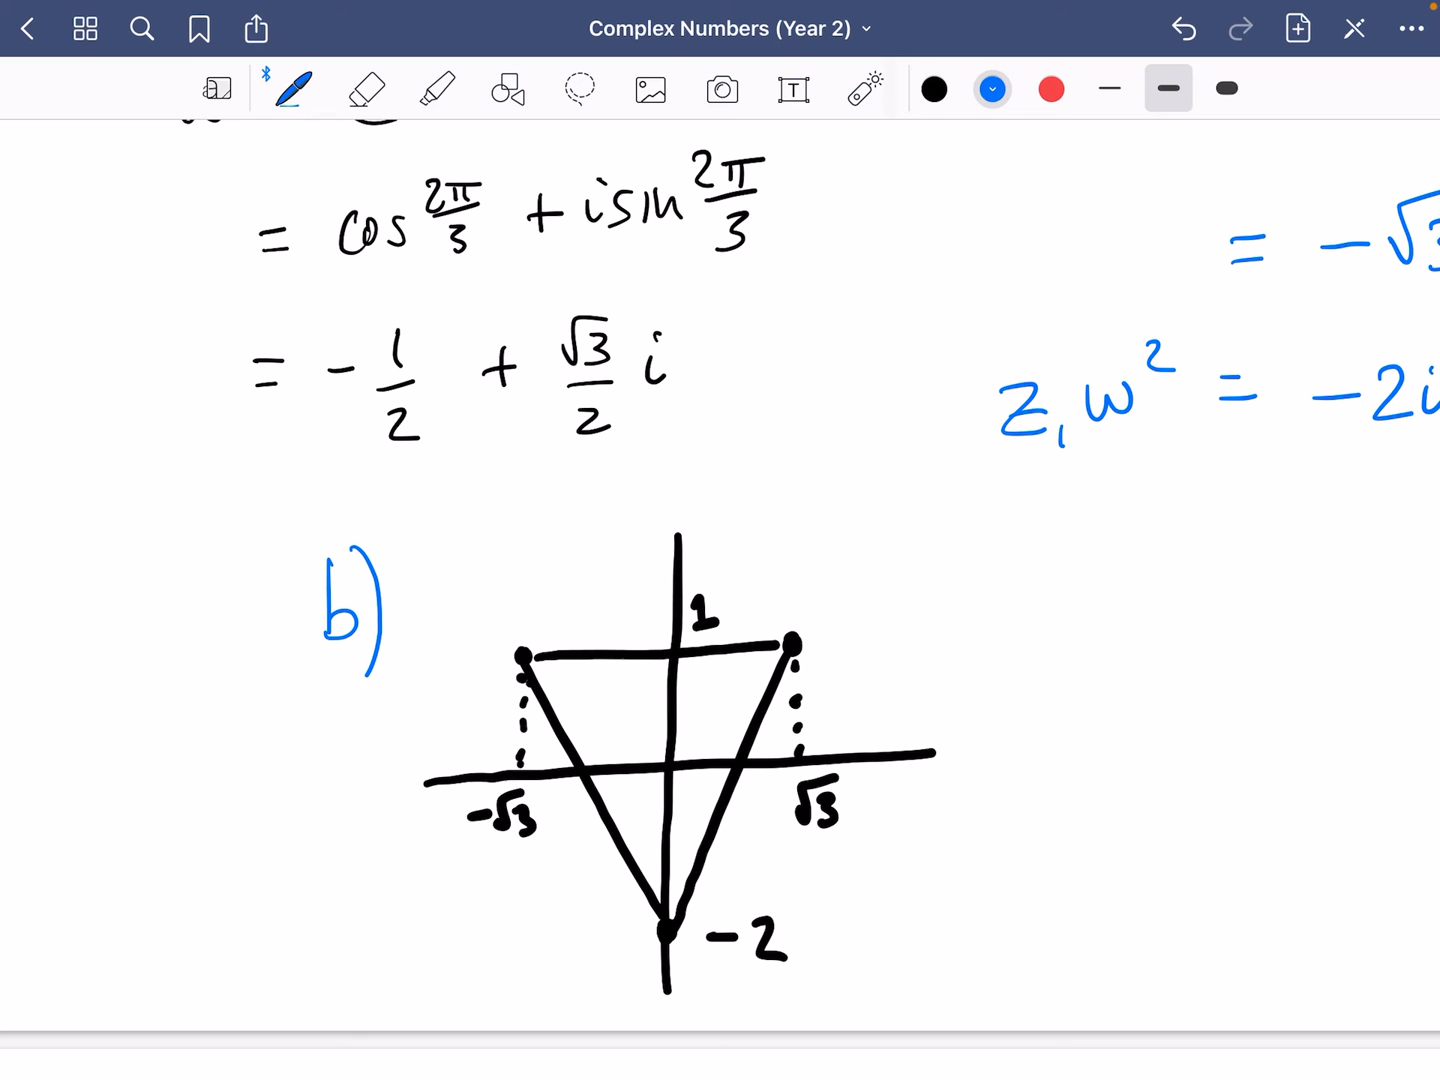 Complex Numbers (Year 2)
= cos 2π/3 + i sin 2π/3
= -√3
= - 1/2 + √3/2 i
z₁w² = -2i
b)
1
-√3
√3
-2